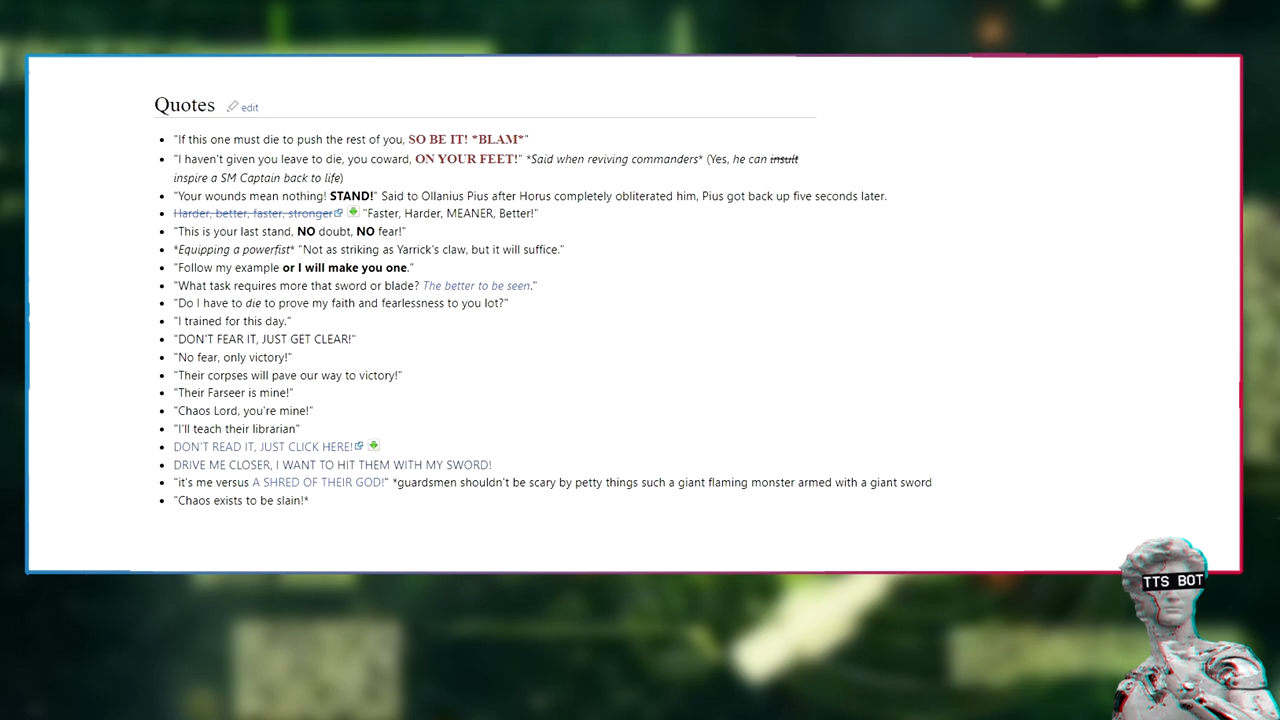 Quotes edit
"If this one must die to push the rest of you, SO BE IT! *BLAM*"
"I haven't given you leave to die, you coward, ON YOUR FEET!" *Said when reviving commanders* (Yes, he can insult
inspire a SM Captain back to life)
"Your wounds mean nothing! STAND!" Said to Ollanius Pius after Horus completely obliterated him, Pius got back up five seconds later.
Harder, better, faster, stronger "Faster, Harder, MEANER, Better!"
"This is your last stand, NO doubt, NO fear!"
*Equipping a powerfist* "Not as striking as Yarrick's claw, but it will suffice."
"Follow my example or I will make you one."
"What task requires more that sword or blade? The better to be seen."
"Do I have to die to prove my faith and fearlessness to you lot?"
"I trained for this day."
"DON'T FEAR IT, JUST GET CLEAR!"
"No fear, only victory!"
"Their corpses will pave our way to victory!"
"Their Farseer is mine!"
"Chaos Lord, you're mine!"
"I'll teach their librarian"
DON'T READ IT, JUST CLICK HERE!
DRIVE ME CLOSER, I WANT TO HIT THEM WITH MY SWORD!
"it's me versus A SHRED OF THEIR GOD!" *guardsmen shouldn't be scary by petty things such a giant flaming monster armed with a giant sword
"Chaos exists to be slain!*
TTS BOT